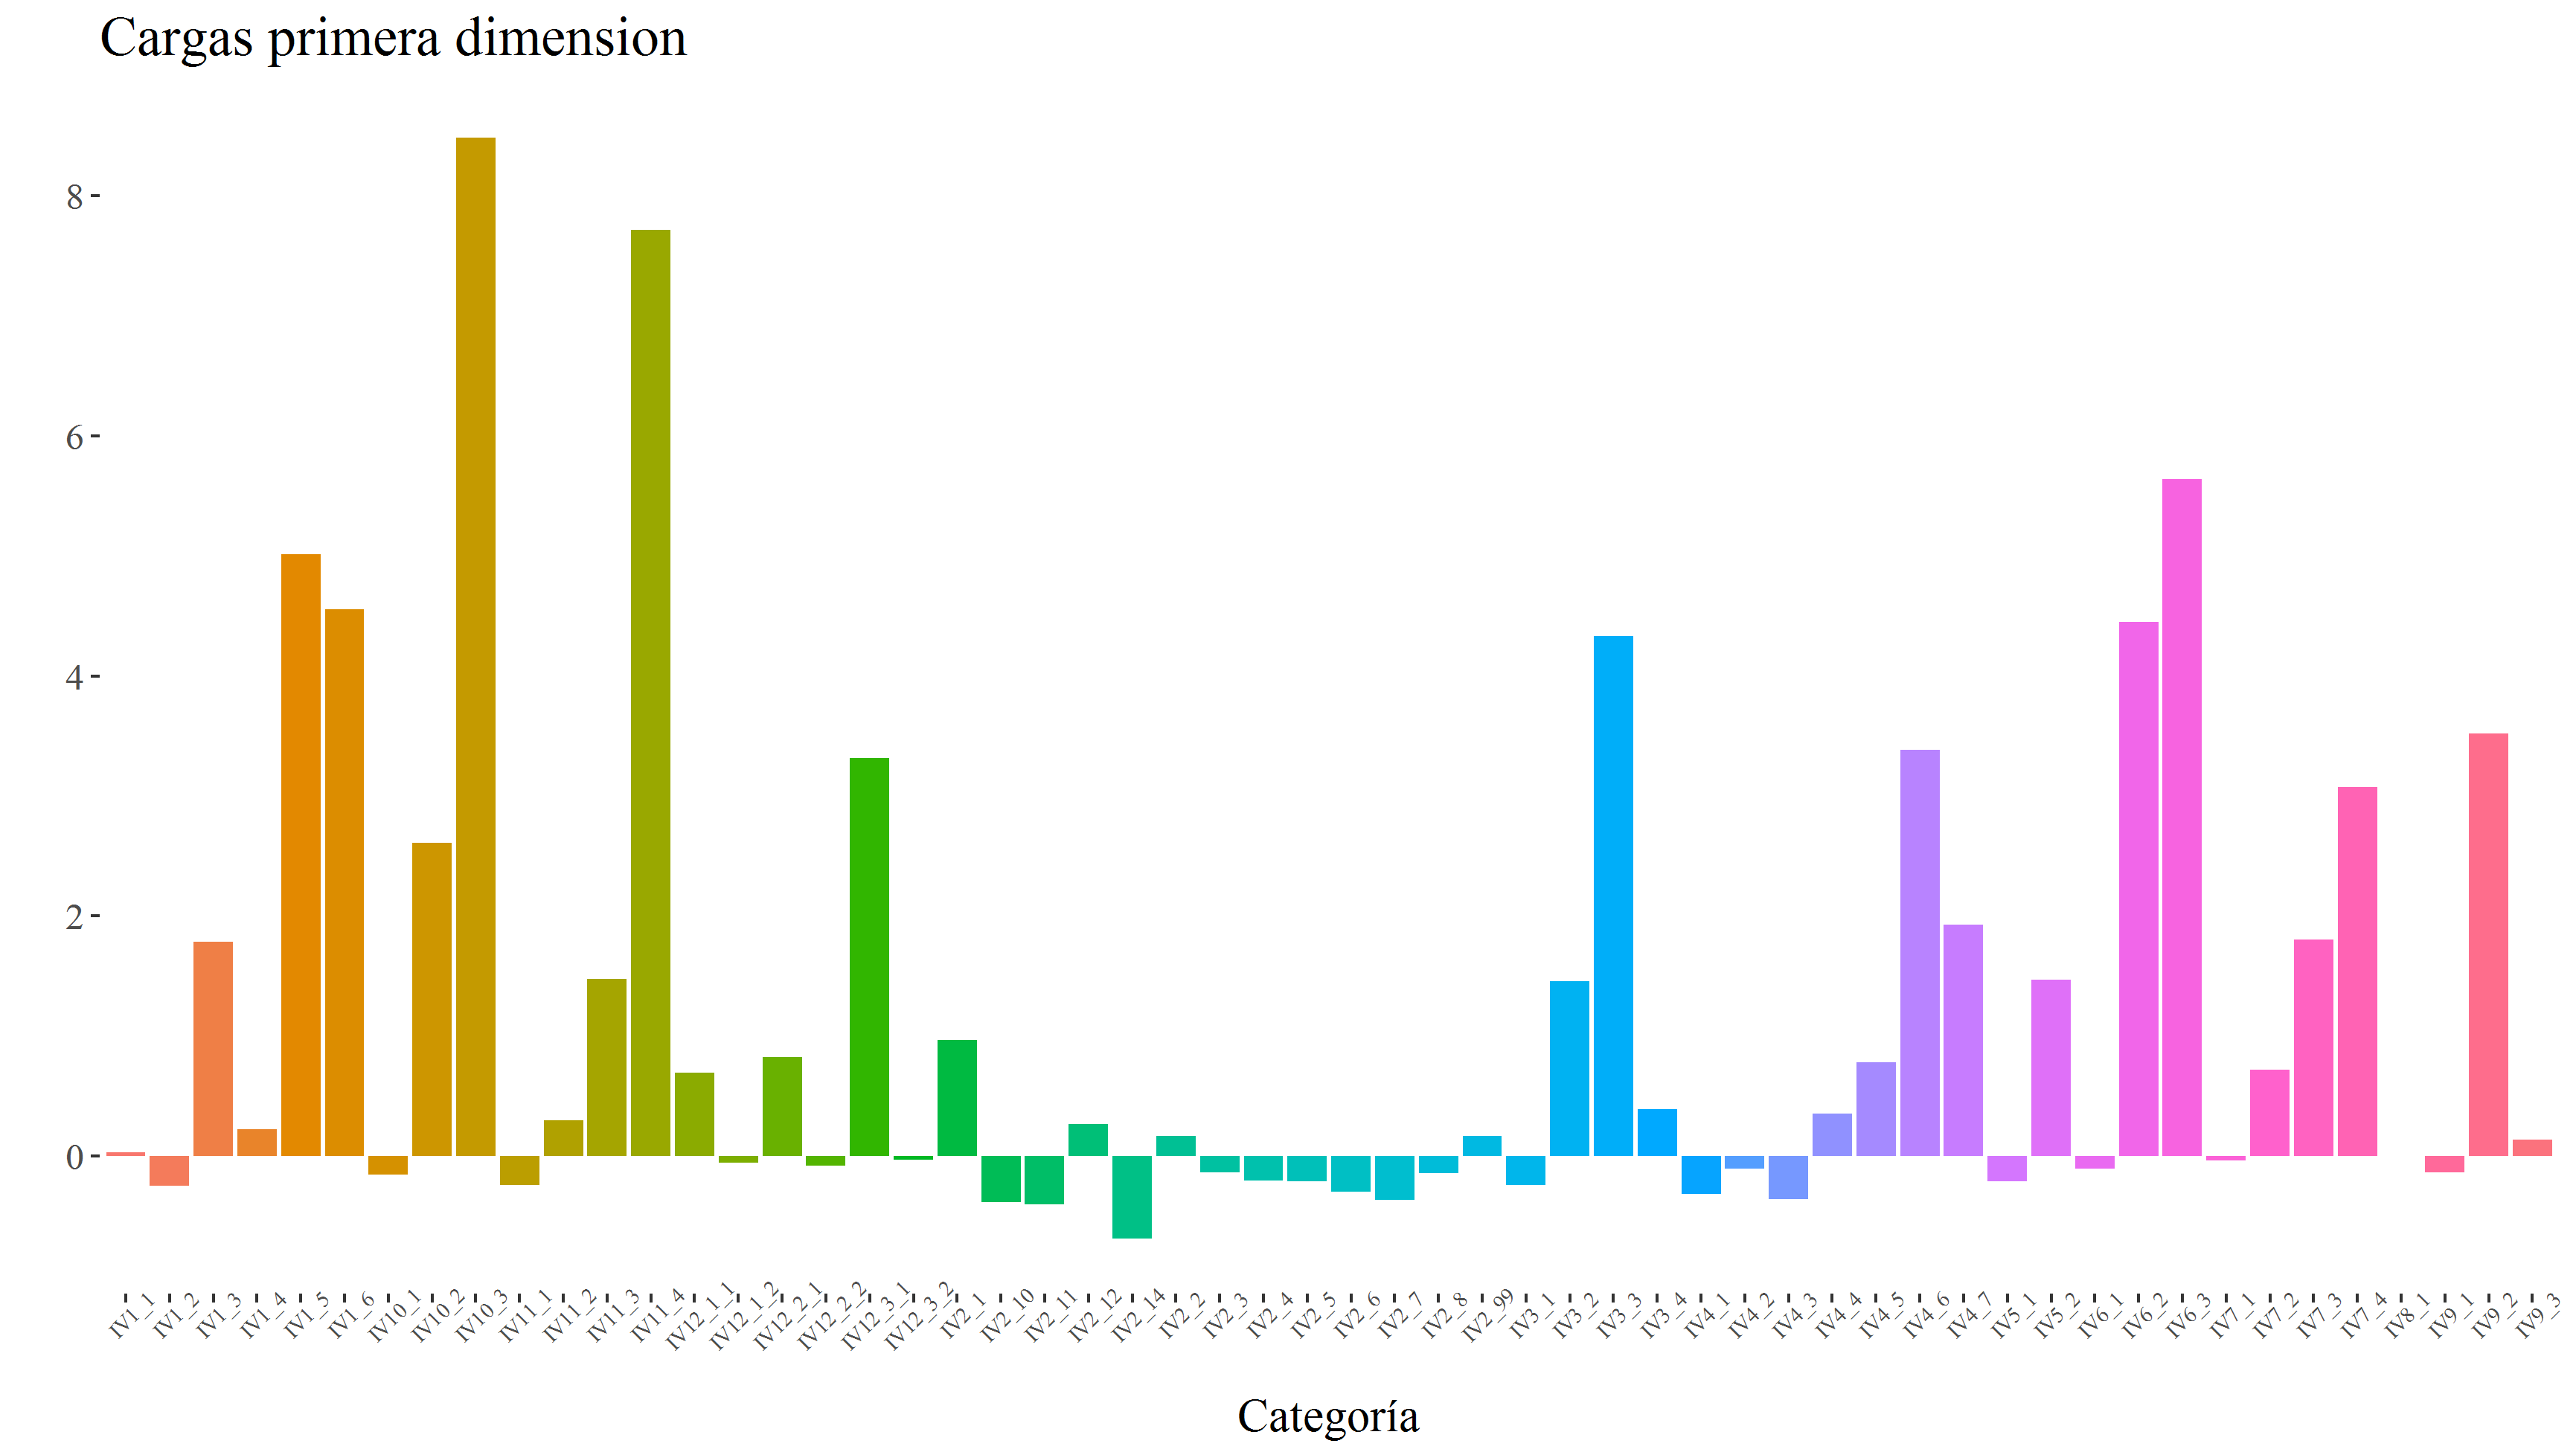 Cargas primera dimension
8
6
4
2
0
IV1_1 IV1_2 IV1_3 IV1_4 IV1_5 IV1_6 IV10_1 IV10_2 IV10_3 IV11_1 IV11_2 IV11_3 IV11_4 IV12_1_1 IV12_1_2 IV12_2_1 IV12_2_2 IV12_3_1 IV12_3_2 IV2_1 IV2_10 IV2_11 IV2_12 IV2_14 IV2_2 IV2_3 IV2_4 IV2_5 IV2_6 IV2_7 IV2_8 IV2_99 IV3_1 IV3_2 IV3_3 IV3_4 IV4_1 IV4_2 IV4_3 IV4_4 IV4_5 IV4_6 IV4_7 IV5_1 IV5_2 IV6_1 IV6_2 IV6_3 IV7_1 IV7_2 IV7_3 IV7_4 IV8_1 IV9_1 IV9_2 IV9_3
Categoría